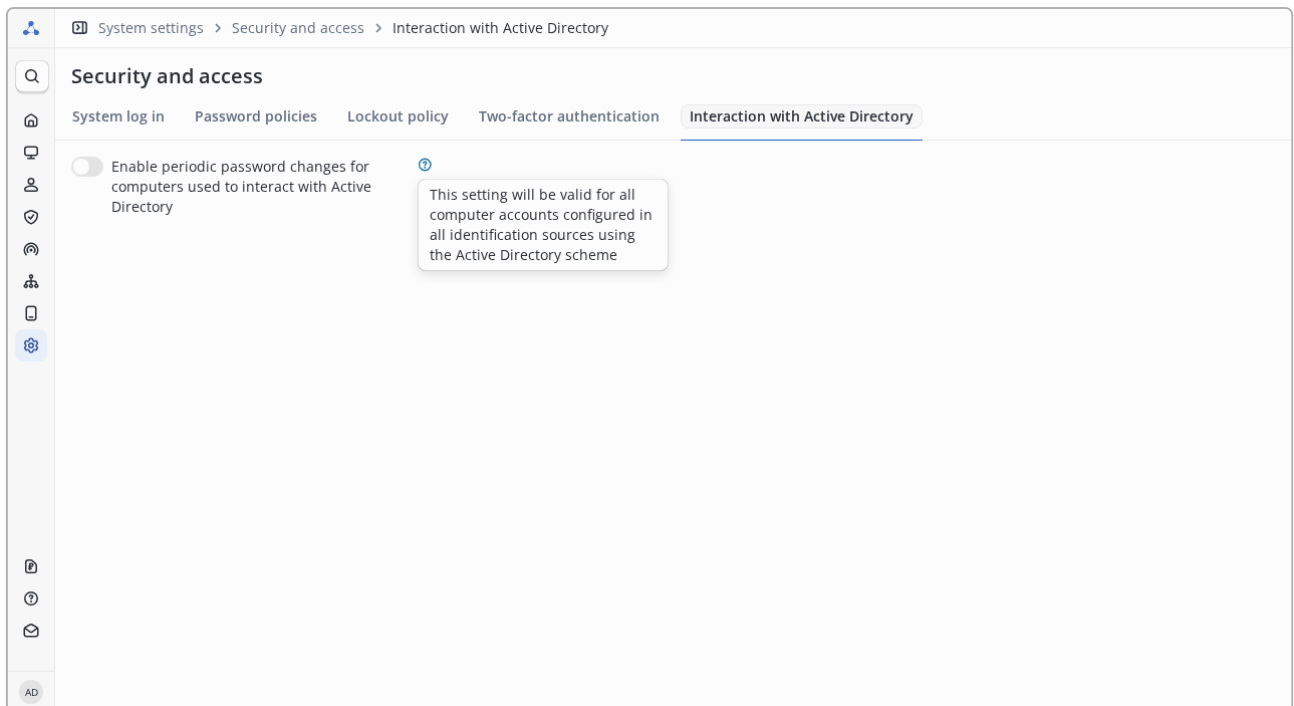 System settings > Security and access > Interaction with Active Directory
Security and access
System log in Password policies Lockout policy Two-factor authentication Interaction with Active Directory
Enable periodic password changes for
computers used to interact with Active
Directory
This setting will be valid for all
computer accounts configured in
all identification sources using
the Active Directory scheme
AD